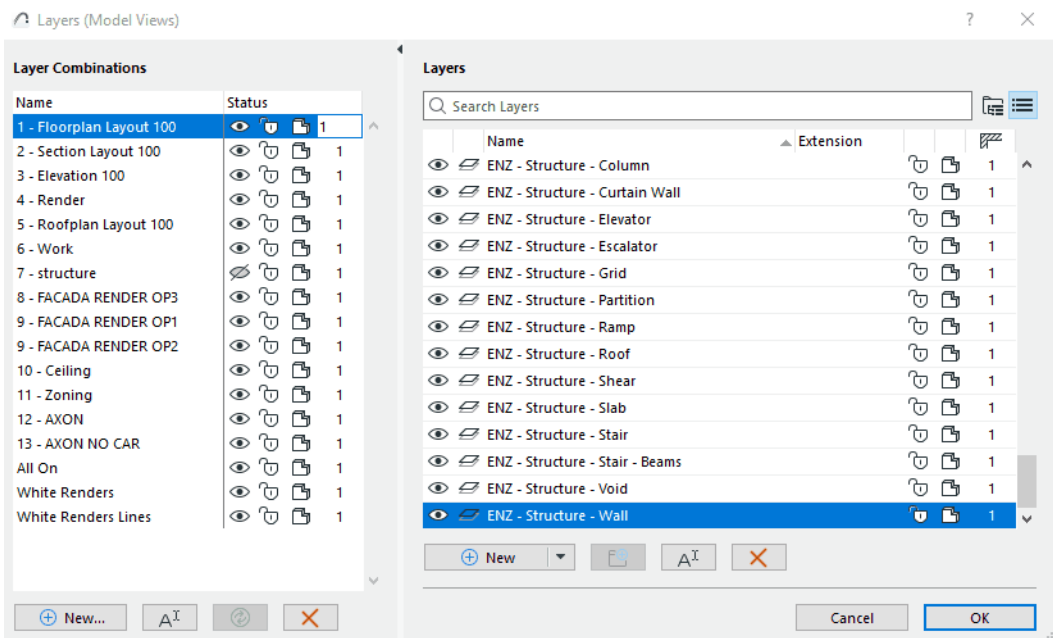 Layers (Model Views)
?
Layer Combinations
Name Status
1 - Floorplan Layout 100 1
2 - Section Layout 100 1
3 - Elevation 100 1
4 - Render 1
5 - Roofplan Layout 100 1
6 - Work 1
7 - structure 1
8 - FACADA RENDER OP3 1
9 - FACADA RENDER OP1 1
9 - FACADA RENDER OP2 1
10 - Ceiling 1
11 - Zoning 1
12 - AXON 1
13 - AXON NO CAR 1
All On 1
White Renders 1
White Renders Lines 1
New...
A
Layers
Search Layers
Name Extension
ENZ - Structure - Column 1
ENZ - Structure - Curtain Wall 1
ENZ - Structure - Elevator 1
ENZ - Structure - Escalator 1
ENZ - Structure - Grid 1
ENZ - Structure - Partition 1
ENZ - Structure - Ramp 1
ENZ - Structure - Roof 1
ENZ - Structure - Shear 1
ENZ - Structure - Slab 1
ENZ - Structure - Stair 1
ENZ - Structure - Stair - Beams 1
ENZ - Structure - Void 1
ENZ - Structure - Wall 1
New
A
Cancel OK